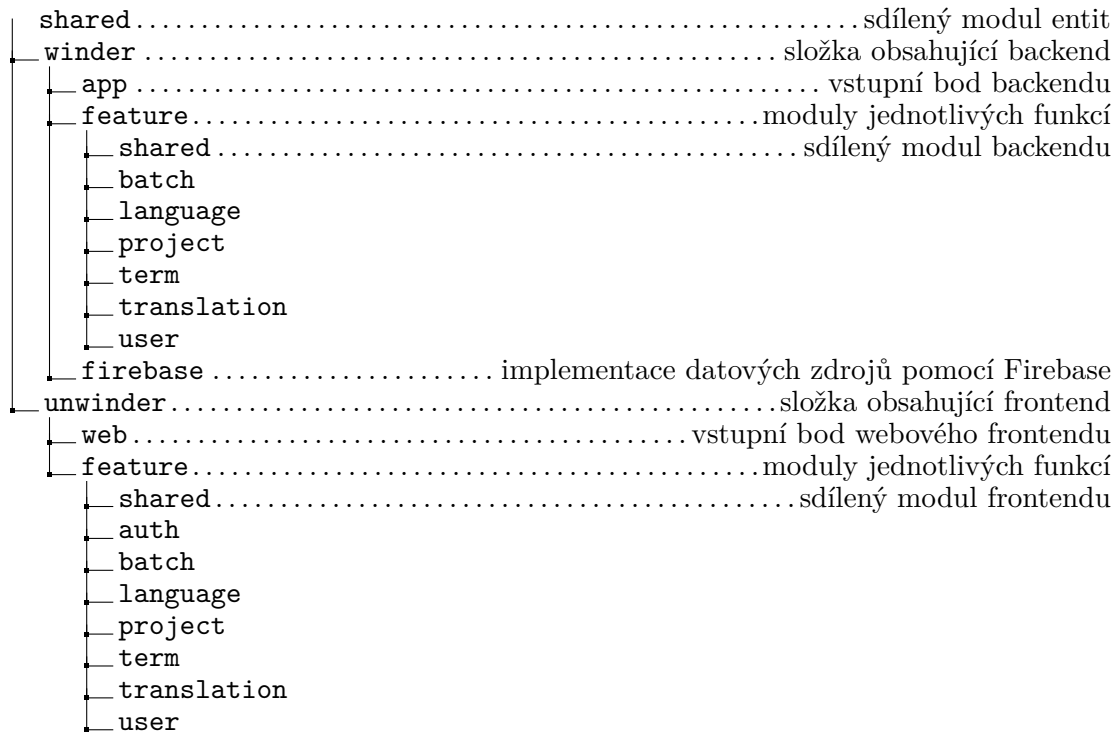 shared sdílený modul entit
winder složka obsahující backend
app vstupní bod backendu
feature moduly jednotlivých funkcí
shared sdílený modul backendu
batch
language
project
term
translation
user
firebase implementace datových zdrojů pomocí Firebase
unwinder složka obsahující frontend
web vstupní bod webového frontendu
feature moduly jednotlivých funkcí
shared sdílený modul frontendu
auth
batch
language
project
term
translation
user